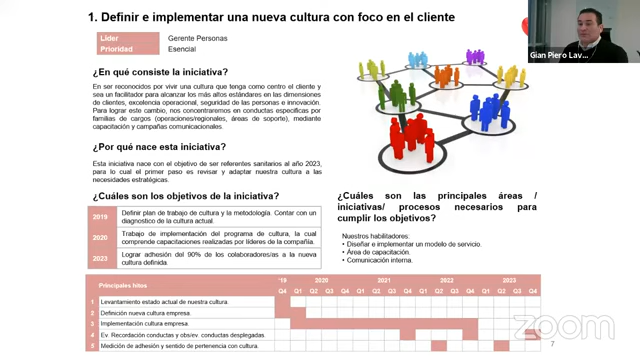 1. Definir e implementar una nueva cultura con foco en el cliente
Líder Gerente Personas
Prioridad Esencial
¿En qué consiste la iniciativa?
En ser reconocidos por vivir una cultura que tenga como centro el cliente y
sea un facilitador para alcanzar los más altos estándares en las dimensiones
de clientes, excelencia operacional, seguridad de las personas e innovación.
Para lograr este cambio, nos concentraremos en conductas específicas por
familias de cargos (operaciones/regionales, áreas de soporte), mediante
capacitación y campañas comunicacionales.
¿Por qué nace esta iniciativa?
Esta iniciativa nace con el objetivo de ser referentes sanitarios al año 2023,
para lo cual el primer paso es revisar y adaptar nuestra cultura a las
necesidades estratégicas.
¿Cuáles son los objetivos de la iniciativa?
2019 Definir plan de trabajo de cultura y la metodología. Contar con un
diagnóstico de la cultura actual.
2020 Trabajo de implementación del programa de cultura, la cual
comprende capacitaciones realizadas por líderes de la compañía.
2023 Lograr adhesión del 90% de los colaboradores/as a la nueva
cultura definida.
¿Cuáles son las principales áreas /
iniciativas/ procesos necesarios para
cumplir los objetivos?
Nuestros habilitadores:
• Diseñar e implementar un modelo de servicio.
• Área de capacitación.
• Comunicación interna.
Principales hitos '19 2020 2021 2022 2023
Q4 Q1 Q2 Q3 Q4 Q1 Q2 Q3 Q4 Q1 Q2 Q3 Q4 Q1 Q2 Q3 Q4
1 Levantamiento estado actual de nuestra cultura.
2 Definición nueva cultura empresa.
3 Implementación cultura empresa.
4 Ev. Recordación conductas y obs/ev. conductas desplegadas.
5 Medición de adhesión y sentido de pertenencia con cultura.
7
Gian Piero Lav...
zoom